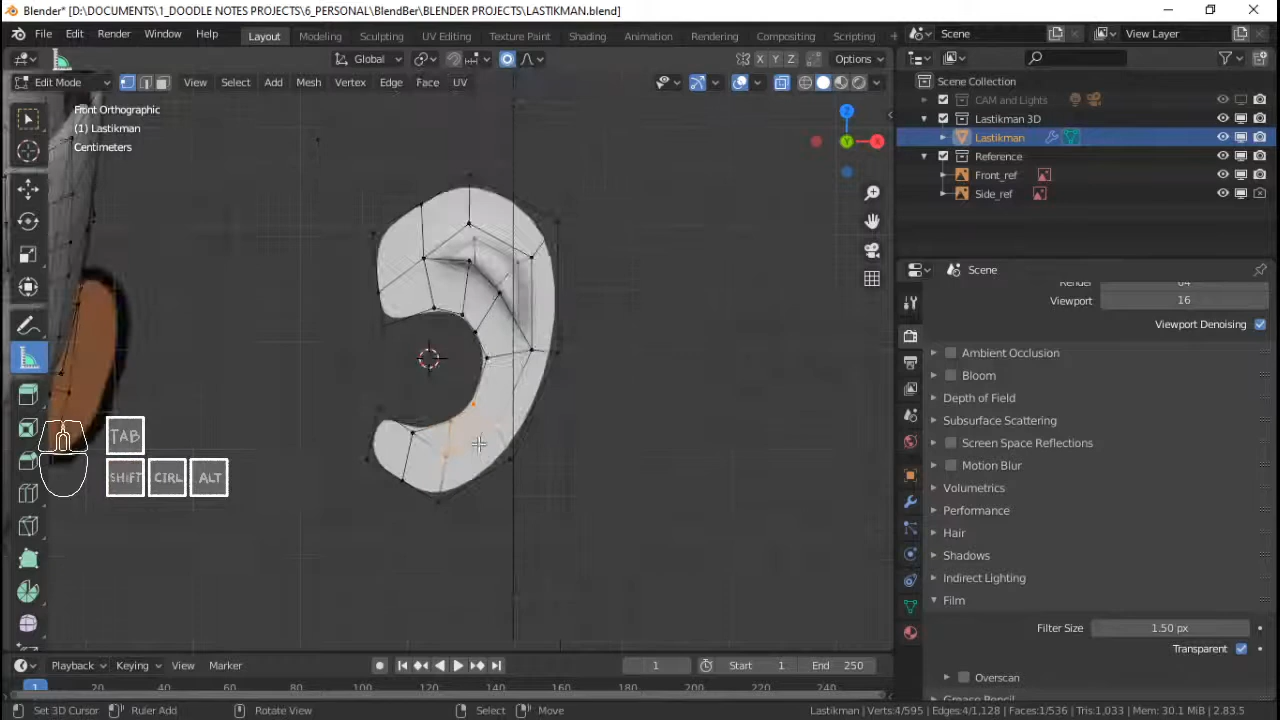 Blender* [D:\DOCUMENTS\1_DOODLE NOTES PROJECTS\6_PERSONAL\BlendBer\BLENDER PROJECTS\LASTIKMAN.blend]
File Edit Render Window Help Layout Modeling Sculpting UV Editing Texture Paint Shading Animation Rendering Compositing Scripting Scene View Layer
Global X Y Z Options
Edit Mode View Select Add Mesh Vertex Edge Face UV
Scene Collection
CAM and Lights
Lastikman 3D
Lastikman
Reference
Front_ref
Side_ref
Front Orthographic
(1) Lastikman
Centimeters
Z
Y
X
TAB
SHiFT CTRL ALT
Scene
Render 64
Viewport 16
Viewport Denoising
Ambient Occlusion
Bloom
Depth of Field
Subsurface Scattering
Screen Space Reflections
Motion Blur
Volumetrics
Performance
Hair
Shadows
Indirect Lighting
Film
Filter Size 1.50 px
Transparent
Overscan
Grease Pencil
Playback Keying View Marker 1 Start 1 End 250
1 20 40 60 80 100 120 140 160 180 200 220 240
Set 3D Cursor Ruler Add Rotate View Select Move Lastikman | Verts:4/595 | Edges:4/1,128 | Faces:1/536 | Tris:1,033 | Mem: 30.1 MiB | 2.83.5